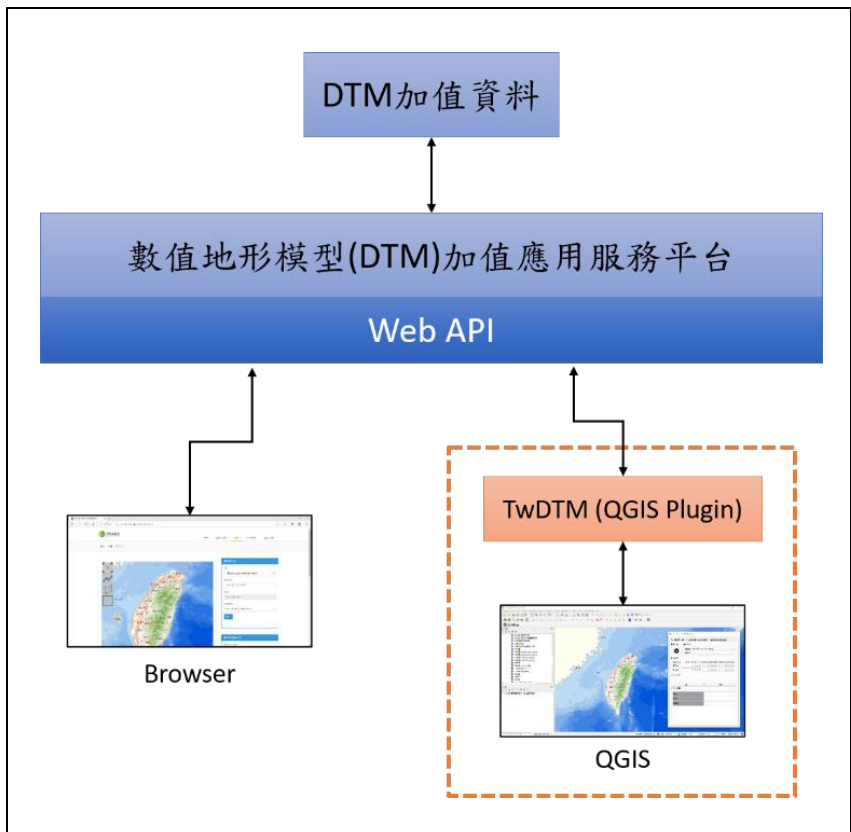 DTM加值資料
數值地形模型(DTM)加值應用服務平台
Web API
TwDTM (QGIS Plugin)
Browser
QGIS